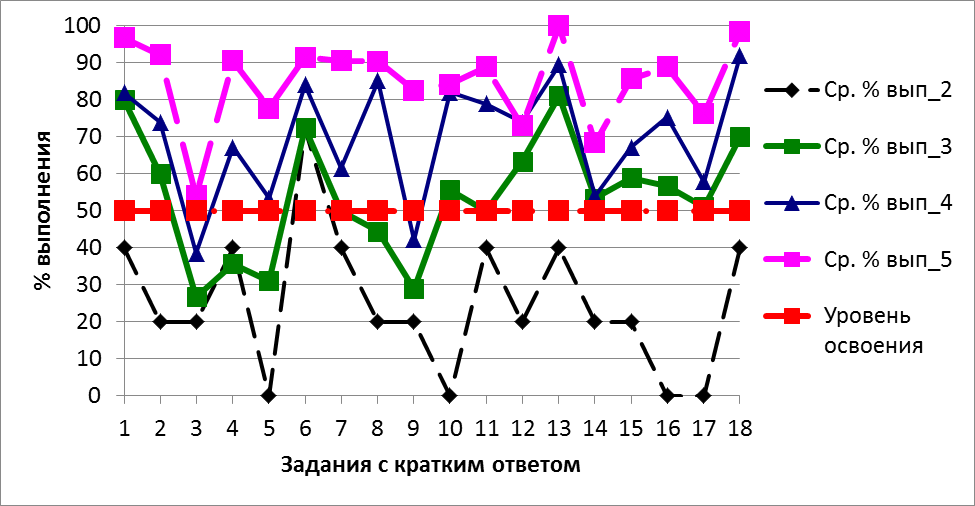 % выполнения
100
90
80
70
60
50
40
30
20
10
0
1 2 3 4 5 6 7 8 9 10 11 12 13 14 15 16 17 18
Задания с кратким ответом
Ср. % вып_2
Ср. % вып_3
Ср. % вып_4
Ср. % вып_5
Уровень
освоения